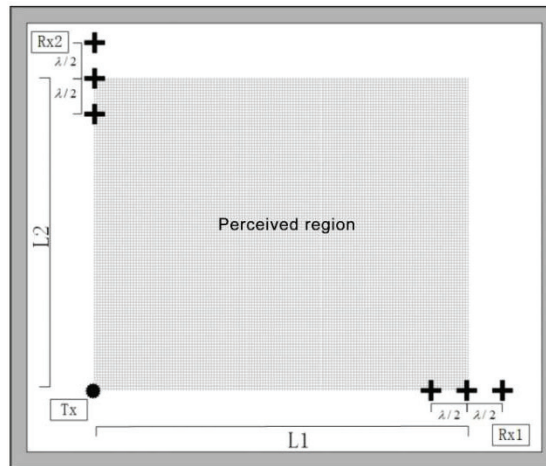 Rx2
λ/2
λ/2
Perceived region
L2
Tx
λ/2
λ/2
L1
Rx1